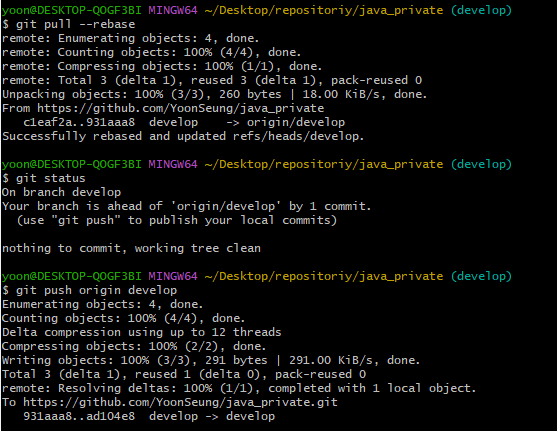 yoon@DESKTOP-QOGF3BI MINGW64 ~/Desktop/repositoriy/java_private (develop)
$ git pull --rebase
remote: Enumerating objects: 4, done.
remote: Counting objects: 100% (4/4), done.
remote: Compressing objects: 100% (1/1), done.
remote: Total 3 (delta 1), reused 3 (delta 1), pack-reused 0
Unpacking objects: 100% (3/3), 260 bytes | 18.00 KiB/s, done.
From https://github.com/YoonSeung/java_private
   c1eaf2a..931aaa8  develop    -> origin/develop
Successfully rebased and updated refs/heads/develop.

yoon@DESKTOP-QOGF3BI MINGW64 ~/Desktop/repositoriy/java_private (develop)
$ git status
On branch develop
Your branch is ahead of 'origin/develop' by 1 commit.
  (use "git push" to publish your local commits)

nothing to commit, working tree clean

yoon@DESKTOP-QOGF3BI MINGW64 ~/Desktop/repositoriy/java_private (develop)
$ git push origin develop
Enumerating objects: 4, done.
Counting objects: 100% (4/4), done.
Delta compression using up to 12 threads
Compressing objects: 100% (2/2), done.
Writing objects: 100% (3/3), 291 bytes | 291.00 KiB/s, done.
Total 3 (delta 1), reused 1 (delta 0), pack-reused 0
remote: Resolving deltas: 100% (1/1), completed with 1 local object.
To https://github.com/YoonSeung/java_private.git
   931aaa8..ad104e8  develop -> develop